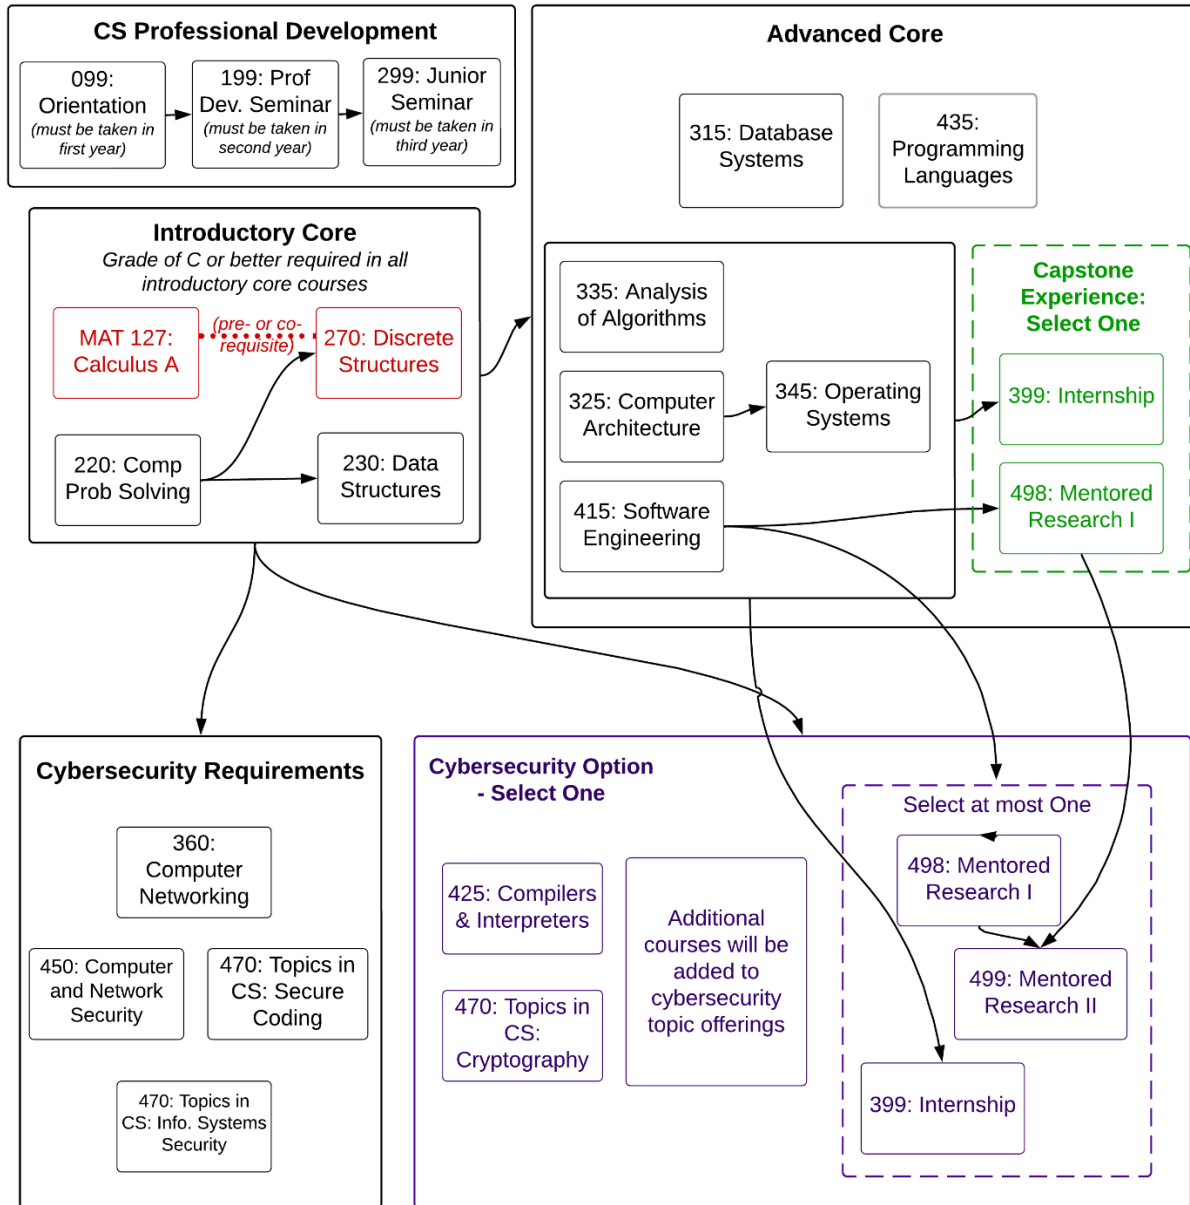 CS Professional Development
099:
Orientation
(must be taken in
first year)
199: Prof
Dev. Seminar
(must be taken in
second year)
299: Junior
Seminar
(must be taken in
third year)
Advanced Core
315: Database
Systems
435:
Programming
Languages
Introductory Core
Grade of C or better required in all
introductory core courses
MAT 127:
Calculus A
(pre- or co-
requisite)
270: Discrete
Structures
220: Comp
Prob Solving
230: Data
Structures
335: Analysis
of Algorithms
325: Computer
Architecture
345: Operating
Systems
415: Software
Engineering
Capstone
Experience:
Select One
399: Internship
498: Mentored
Research I
Cybersecurity Requirements
360:
Computer
Networking
450: Computer
and Network
Security
470: Topics in
CS: Secure
Coding
470: Topics in
CS: Info. Systems
Security
Cybersecurity Option
- Select One
425: Compilers
& Interpreters
470: Topics in
CS:
Cryptography
Additional
courses will be
added to
cybersecurity
topic offerings
Select at most One
498: Mentored
Research I
499: Mentored
Research II
399: Internship